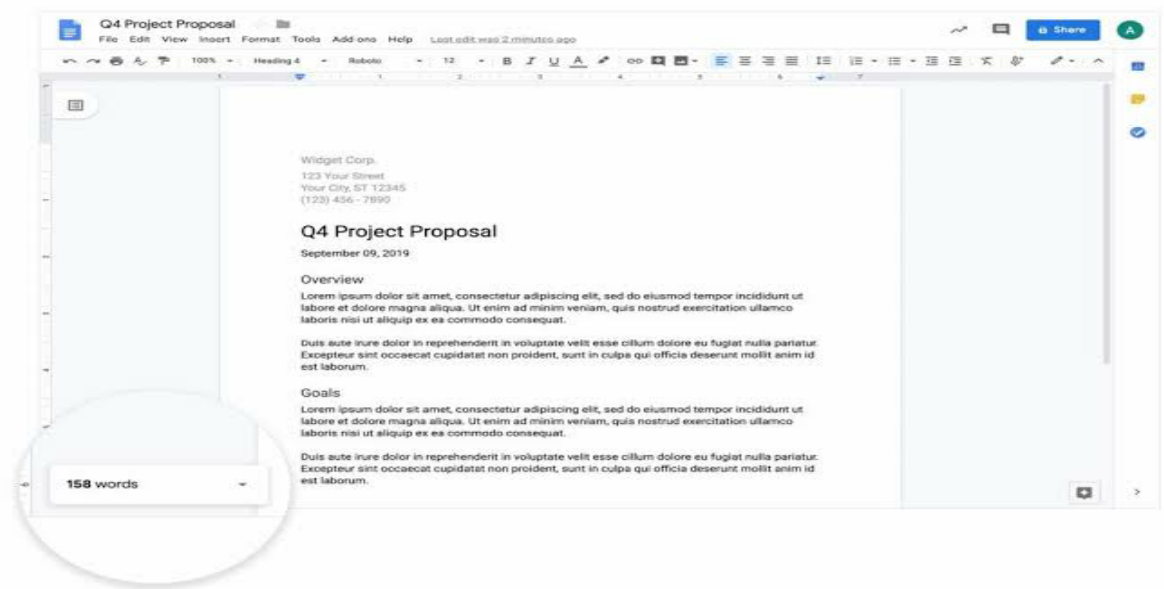 Q4 Project Proposal
File Edit View Insert Format Tools Add-ons Help Last edit was 2 minutes ago
Share
A
100% Heading 4 Roboto 12 B I U A
1 1 2 3 4 5 6 7
Widget Corp.
123 Your Street
Your City, ST 12345
(123) 456 - 7890
Q4 Project Proposal
September 09, 2019
Overview
Lorem ipsum dolor sit amet, consectetur adipiscing elit, sed do eiusmod tempor incididunt ut
labore et dolore magna aliqua. Ut enim ad minim veniam, quis nostrud exercitation ullamco
laboris nisi ut aliquip ex ea commodo consequat.
Duis aute irure dolor in reprehenderit in voluptate velit esse cillum dolore eu fugiat nulla pariatur.
Excepteur sint occaecat cupidatat non proident, sunt in culpa qui officia deserunt mollit anim id
est laborum.
Goals
Lorem ipsum dolor sit amet, consectetur adipiscing elit, sed do eiusmod tempor incididunt ut
labore et dolore magna aliqua. Ut enim ad minim veniam, quis nostrud exercitation ullamco
laboris nisi ut aliquip ex ea commodo consequat.
Duis aute irure dolor in reprehenderit in voluptate velit esse cillum dolore eu fugiat nulla pariatur.
Excepteur sint occaecat cupidatat non proident, sunt in culpa qui officia deserunt mollit anim id
est laborum.
158 words